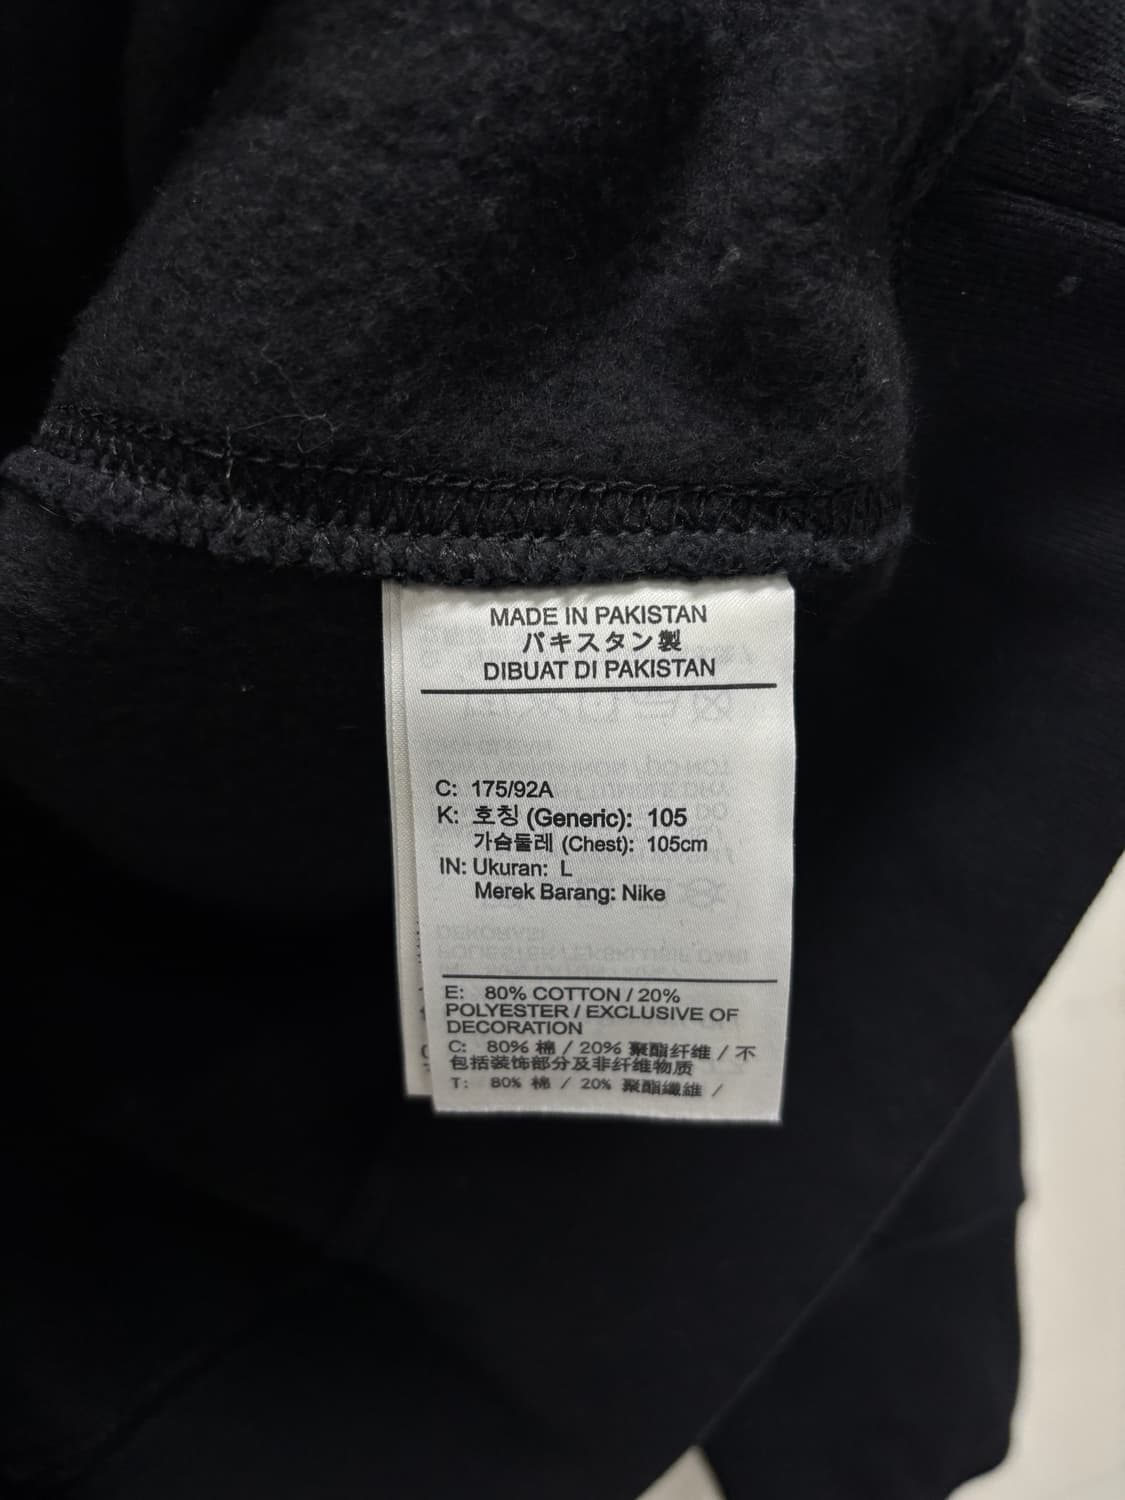 MADE IN PAKISTAN
パキスタン製
DIBUAT DI PAKISTAN
C: 175/92A
K: 호칭 (Generic): 105
가슴둘레 (Chest): 105cm
IN: Ukuran: L
Merek Barang: Nike
E: 80% COTTON / 20%
POLYESTER / EXCLUSIVE OF
DECORATION
C: 80% 棉 / 20% 聚酯纤维 / 不
包括装饰部分及非纤维物质
T: 80% 棉 / 20% 聚酯纖維 /